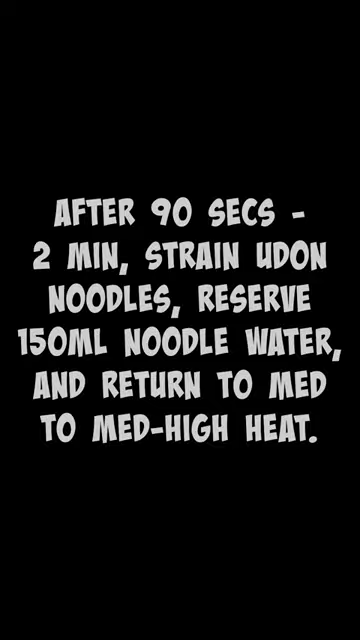 AFTER 90 SECS -
2 MIN, STRAIN UDON
NOODLES, RESERVE
150ML NOODLE WATER,
AND RETURN TO MED
TO MED-HIGH HEAT.